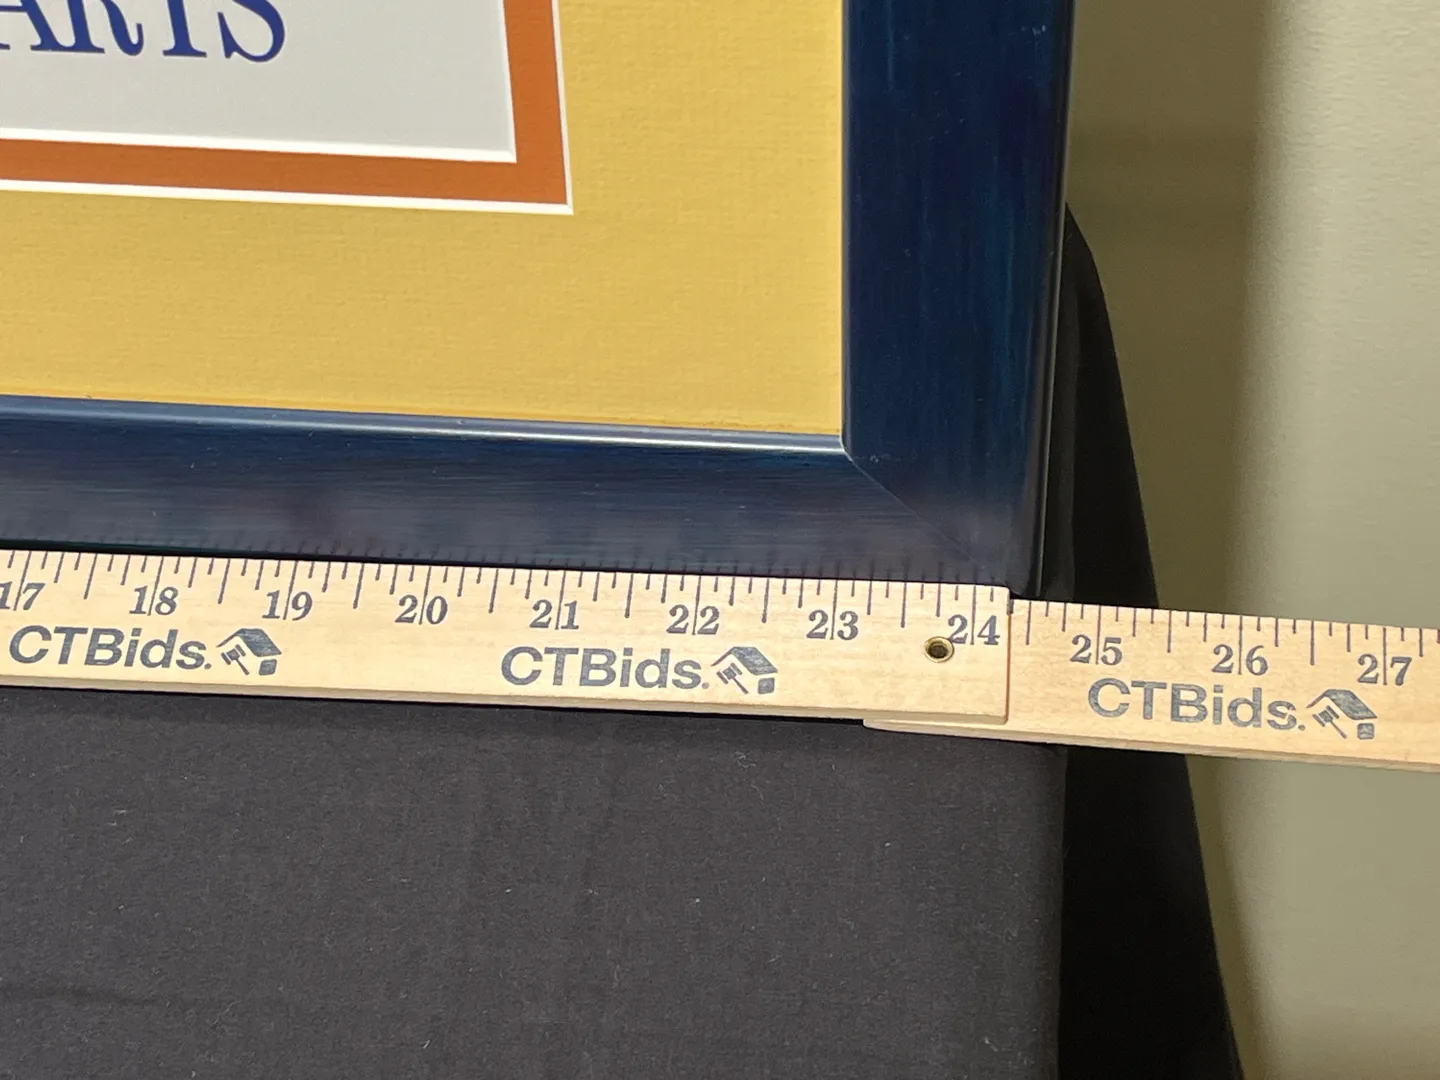 ARTS
17 18 19 20 21 22 23 24 25 26 27
CTBids. CTBids. CTBids.